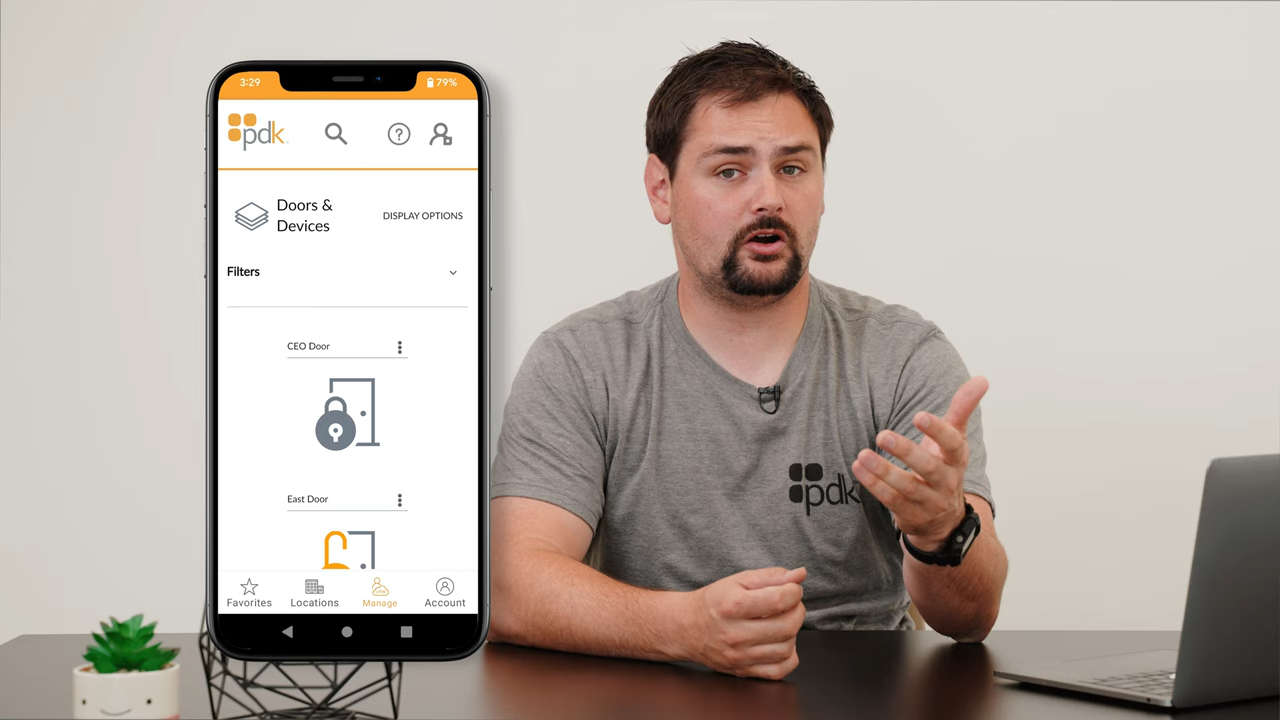 3:29
79%
pdk
Doors &
Devices
DISPLAY OPTIONS
Filters
CEO Door
East Door
Favorites
Locations
Manage
Account
pdk